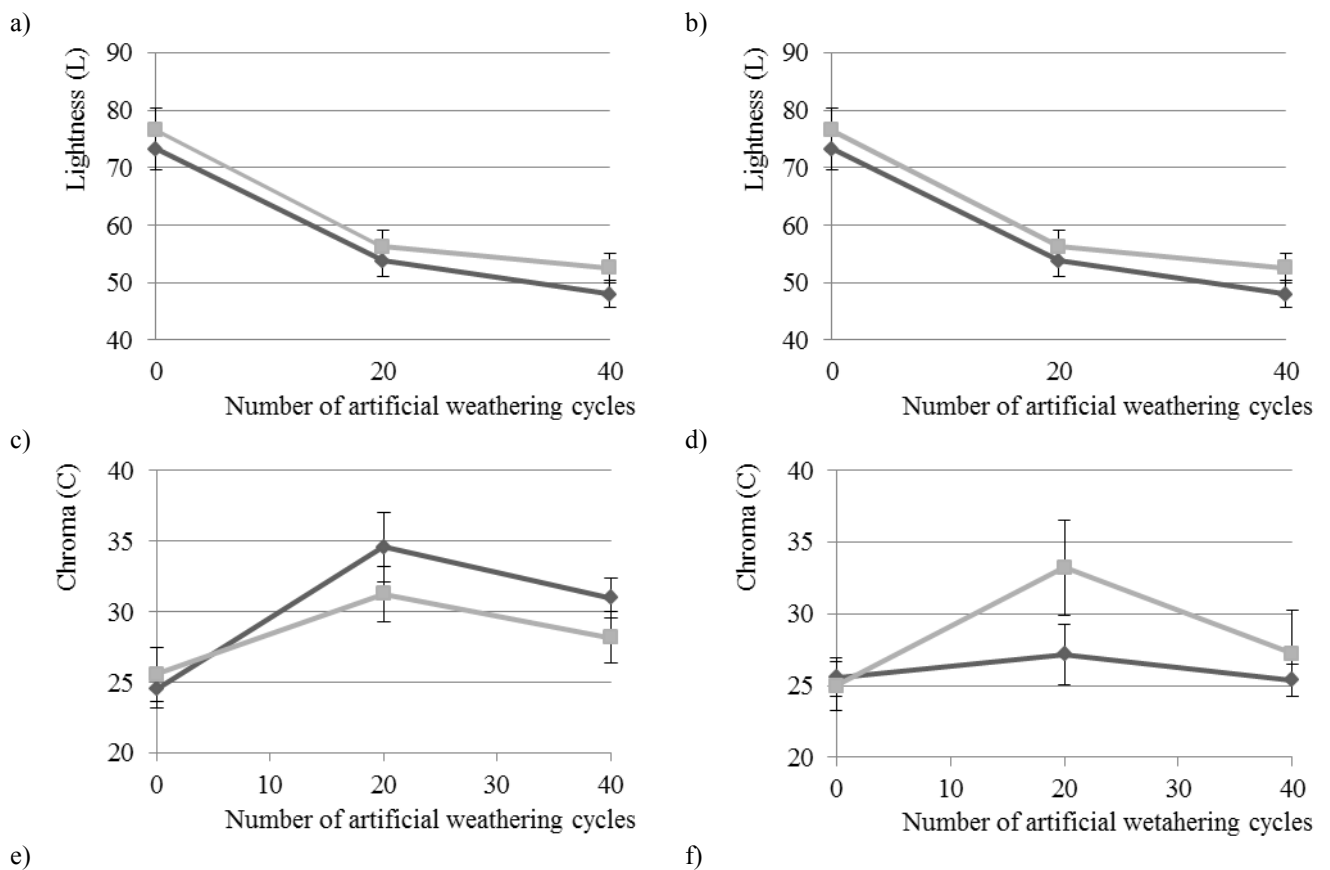 a)
90
80
70
60
50
40
Lightness (L)
0
20
40
Number of artificial weathering cycles
b)
90
80
70
60
50
40
Lightness (L)
0
20
40
Number of artificial weathering cycles
c)
40
35
30
25
20
Chroma (C)
0
10
20
30
40
Number of artificial weathering cycles
d)
40
35
30
25
20
Chroma (C)
0
10
20
30
40
Number of artificial wetahering cycles
e)
f)